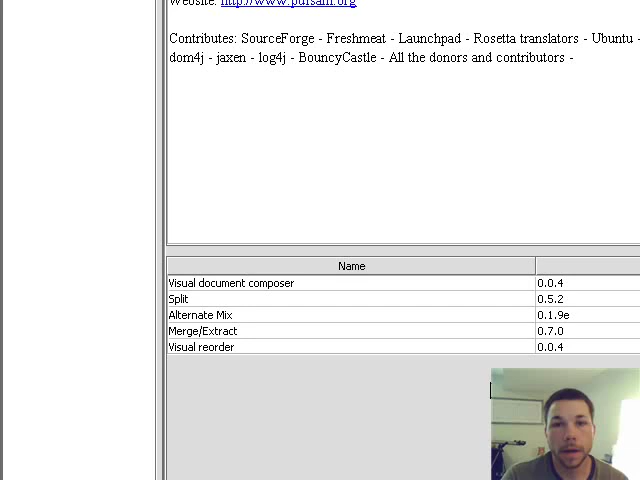 Website: http://www.pdfsam.org
Contributes: SourceForge - Freshmeat - Launchpad - Rosetta translators - Ubuntu -
dom4j - jaxen - log4j - BouncyCastle - All the donors and contributors -
Name
Visual document composer 0.0.4
Split 0.5.2
Alternate Mix 0.1.9e
Merge/Extract 0.7.0
Visual reorder 0.0.4